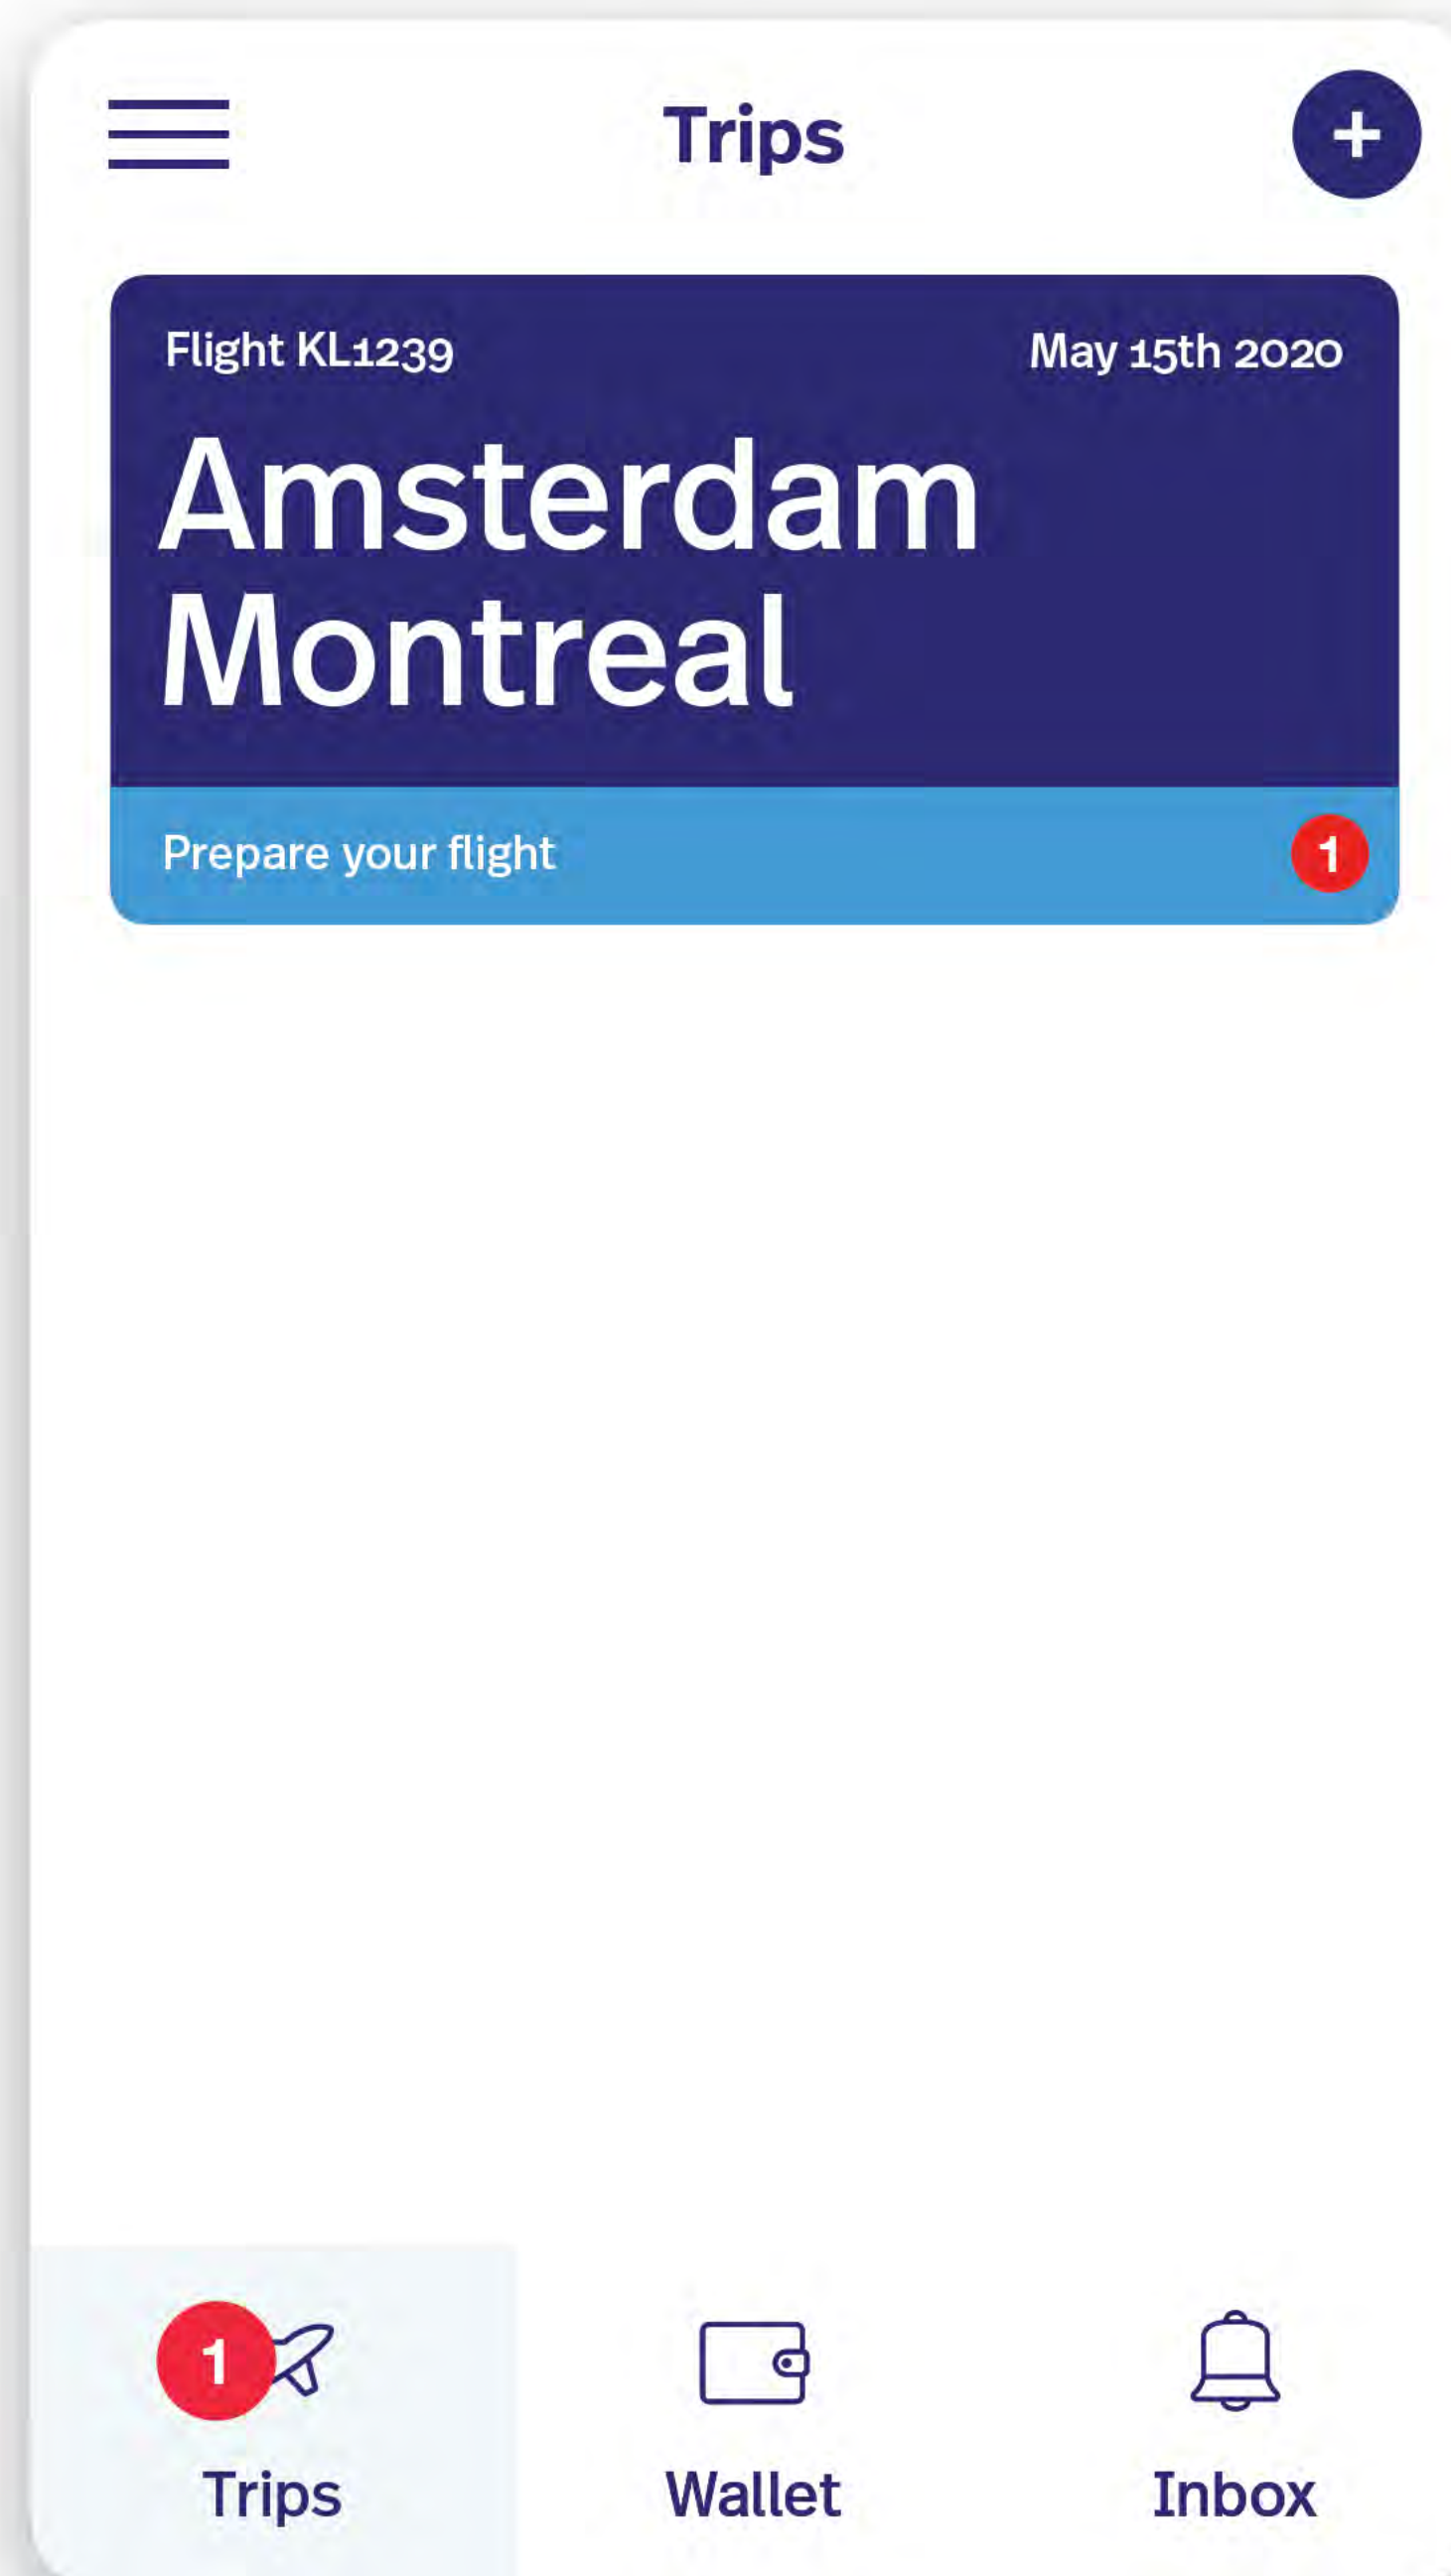 Trips
+
Flight KL1239
May 15th 2020
Amsterdam
Montreal
Prepare your flight
1
1
Trips
Wallet
Inbox